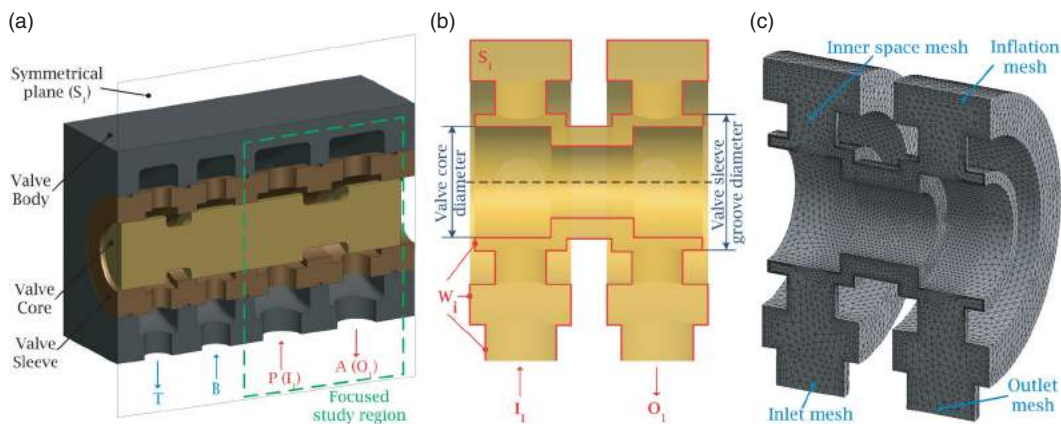 (a)
Symmetrical
plane (S₁)
Valve
Body
Valve
Core
Valve
Sleeve
T
B
P (I₁)
A (O₁)
Focused
study region
(b)
S₁
Valve core
diameter
Valve sleeve
groove diameter
Wᵢ
I₁
O₁
(c)
Inner space mesh
Inflation
mesh
Inlet mesh
Outlet
mesh